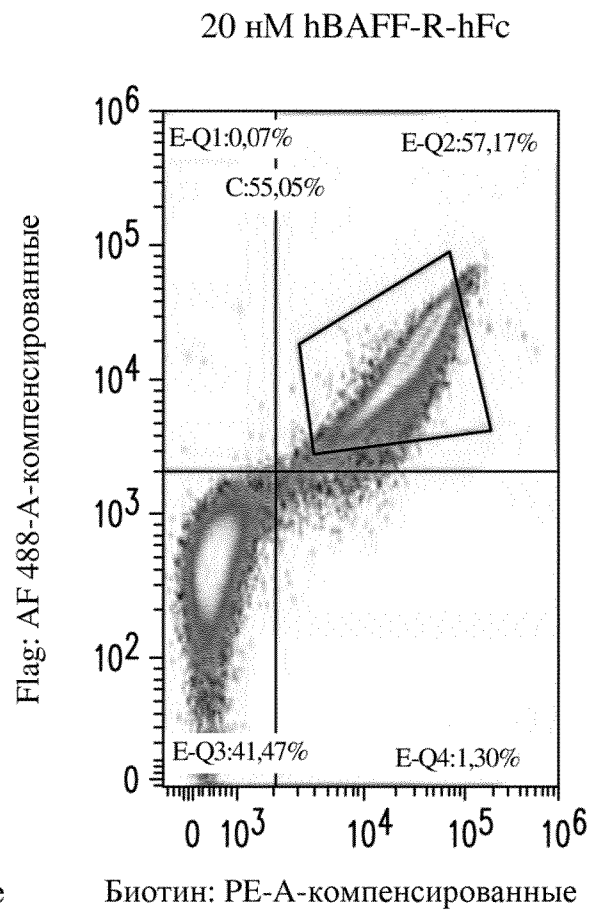 20 нМ hBAFF-R-hFc
10⁶
E-Q1:0,07%
E-Q2:57,17%
C:55,05%
10⁵
10⁴
10³
10²
0
Flag: AF 488-A-компенсированные
E-Q3:41,47%
E-Q4:1,30%
0 10³ 10⁴ 10⁵ 10⁶
е
Биотин: PE-A-компенсированные